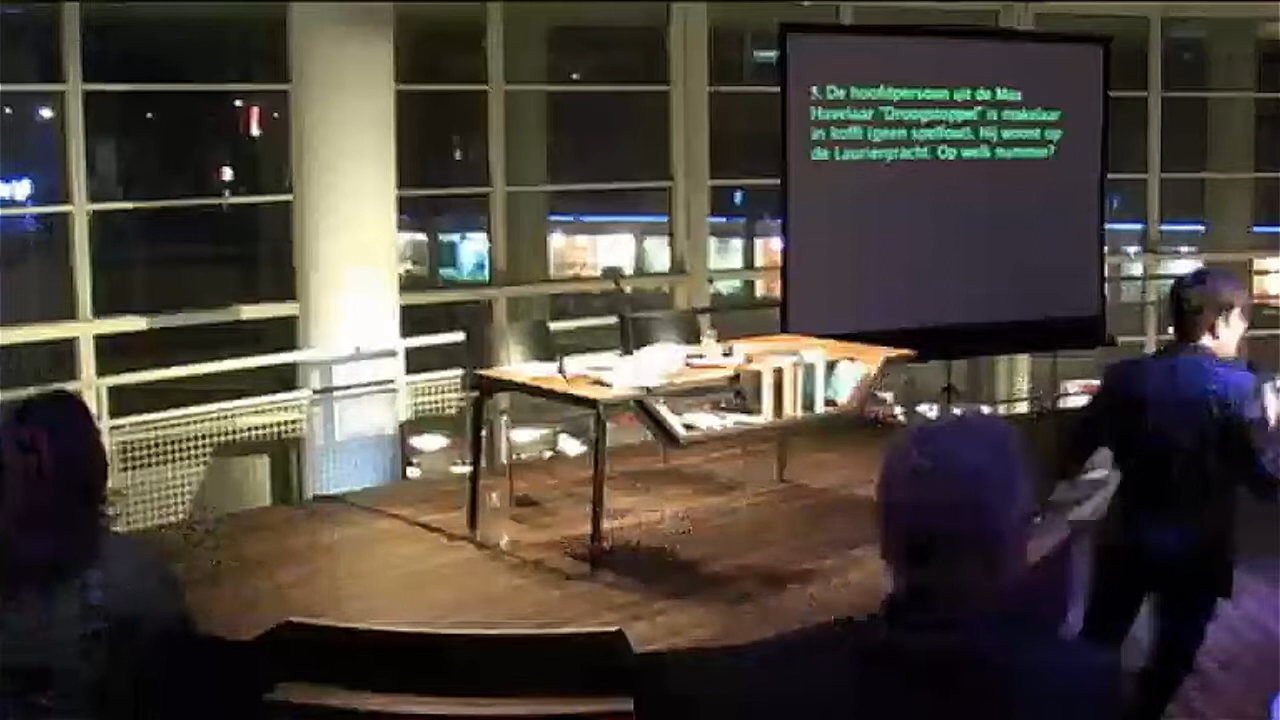 5. De hoofdpersoon uit de Max
Havelaar "Droogstoppel" is makelaar
in koffi (geen spelfout). Hij woont op
de Lauriergracht. Op welk nummer?